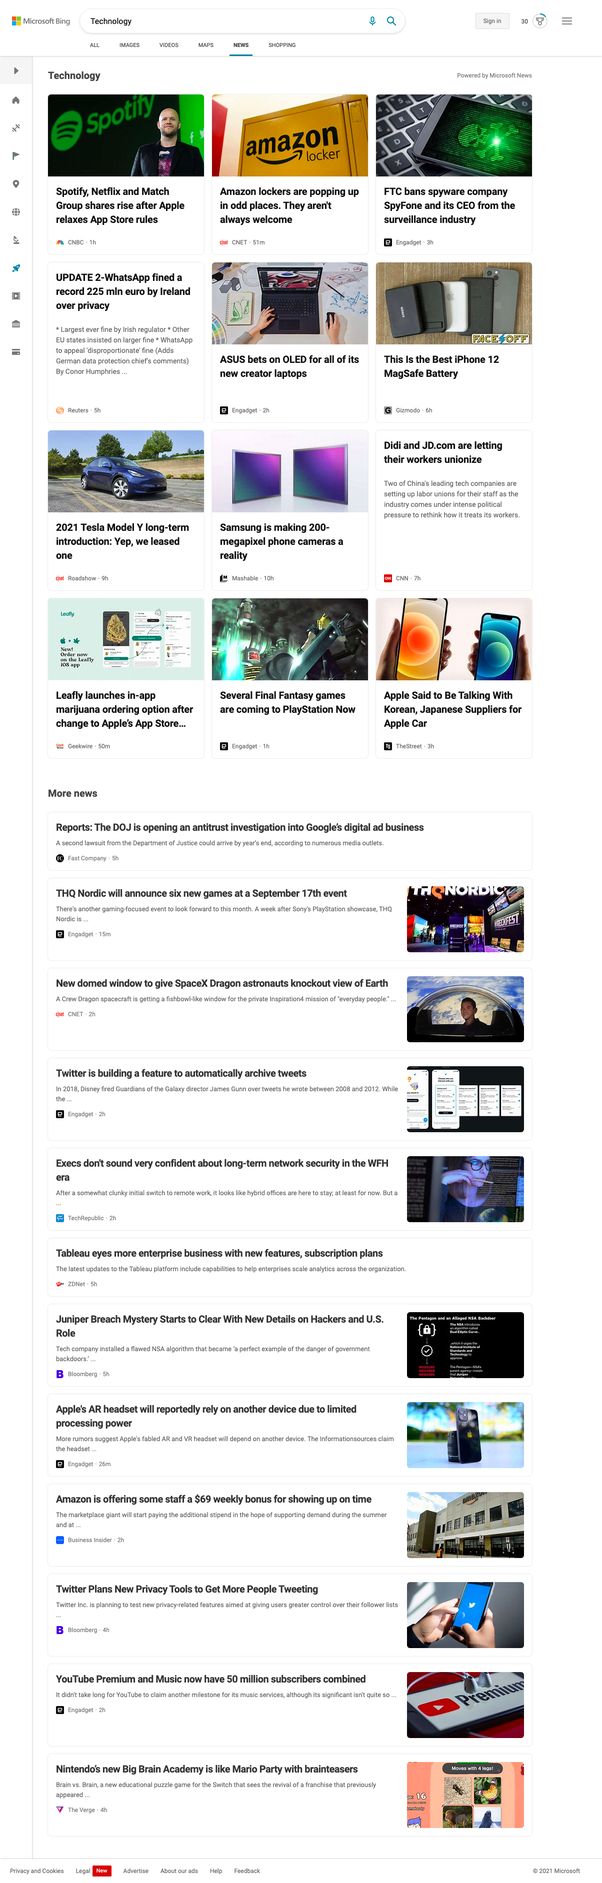 Microsoft Bing
Technology
Sign in
30
ALL
IMAGES
VIDEOS
MAPS
NEWS
SHOPPING
Technology
Powered by Microsoft News
Spotify
Spotify, Netflix and Match
Group shares rise after Apple
relaxes App Store rules
CNBC · 1h
amazon
locker
Amazon lockers are popping up
in odd places. They aren't
always welcome
CNET · 51m
FTC bans spyware company
SpyFone and its CEO from the
surveillance industry
Engadget · 3h
UPDATE 2-WhatsApp fined a
record 225 mln euro by Ireland
over privacy
* Largest ever fine by Irish regulator * Other
EU states insisted on larger fine * WhatsApp
to appeal 'disproportionate' fine (Adds
German data protection chief's comments)
By Conor Humphries ...
Reuters · 5h
ASUS bets on OLED for all of its
new creator laptops
Engadget · 2h
FACE OFF
This Is the Best iPhone 12
MagSafe Battery
Gizmodo · 6h
2021 Tesla Model Y long-term
introduction: Yep, we leased
one
Roadshow · 9h
Samsung is making 200-
megapixel phone cameras a
reality
Mashable · 10h
Didi and JD.com are letting
their workers unionize
Two of China's leading tech companies are
setting up labor unions for their staff as the
industry comes under intense political
pressure to rethink how it treats its workers.
CNN · 7h
Leafly
New!
Order now
on the Leafly
iOS app
Leafly launches in-app
marijuana ordering option after
change to Apple's App Store...
Geekwire · 50m
Several Final Fantasy games
are coming to PlayStation Now
Engadget · 1h
Apple Said to Be Talking With
Korean, Japanese Suppliers for
Apple Car
TheStreet · 3h
More news
Reports: The DOJ is opening an antitrust investigation into Google's digital ad business
A second lawsuit from the Department of Justice could arrive by year's end, according to numerous media outlets.
Fast Company · 5h
THQ Nordic will announce six new games at a September 17th event
There's another gaming-focused event to look forward to this month. A week after Sony's PlayStation showcase, THQ
Nordic is ...
Engadget · 15m
THQ NORDIC
WRECKFEST
New domed window to give SpaceX Dragon astronauts knockout view of Earth
A Crew Dragon spacecraft is getting a fishbowl-like window for the private Inspiration4 mission of "everyday people." ...
CNET · 2h
Twitter is building a feature to automatically archive tweets
In 2018, Disney fired Guardians of the Galaxy director James Gunn over tweets he wrote between 2008 and 2012. While
the ...
Engadget · 2h
Execs don't sound very confident about long-term network security in the WFH
era
After a somewhat clunky initial switch to remote work, it looks like hybrid offices are here to stay; at least for now. But a
...
TechRepublic · 2h
Tableau eyes more enterprise business with new features, subscription plans
The latest updates to the Tableau platform include capabilities to help enterprises scale analytics across the organization.
ZDNet · 5h
Juniper Breach Mystery Starts to Clear With New Details on Hackers and U.S.
Role
Tech company installed a flawed NSA algorithm that became 'a perfect example of the danger of government
backdoors.' ...
Bloomberg · 5h
The Pentagon and an Alleged NSA Backdoor
Apple's AR headset will reportedly rely on another device due to limited
processing power
More rumors suggest Apple's fabled AR and VR headset will depend on another device. The Informationsources claim
the headset ...
Engadget · 26m
Amazon is offering some staff a $69 weekly bonus for showing up on time
The marketplace giant will start paying the additional stipend in the hope of supporting demand during the summer
and at ...
Business Insider · 2h
Twitter Plans New Privacy Tools to Get More People Tweeting
Twitter Inc. is planning to test new privacy-related features aimed at giving users greater control over their follower lists
...
Bloomberg · 4h
YouTube Premium and Music now have 50 million subscribers combined
It didn't take long for YouTube to claim another milestone for its music services, although its significant isn't quite so ...
Engadget · 2h
Premium
Nintendo's new Big Brain Academy is like Mario Party with brainteasers
Brain vs. Brain, a new educational puzzle game for the Switch that sees the revival of a franchise that previously
appeared ...
The Verge · 4h
Moves with 4 legs!
16
Privacy and Cookies
Legal
New
Advertise
About our ads
Help
Feedback
© 2021 Microsoft